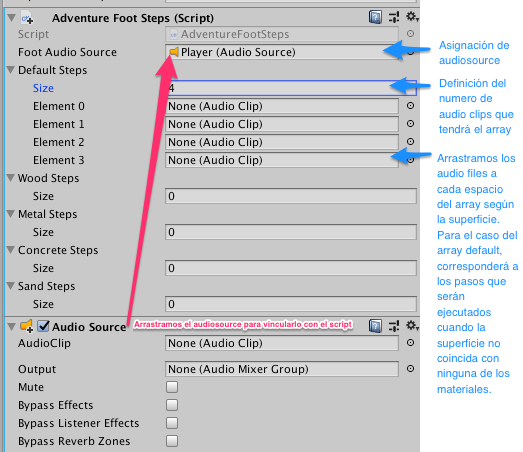 Adventure Foot Steps (Script)
Script AdventureFootSteps
Foot Audio Source Player (Audio Source)
Default Steps
Size 4
Element 0 None (Audio Clip)
Element 1 None (Audio Clip)
Element 2 None (Audio Clip)
Element 3 None (Audio Clip)
Wood Steps
Size 0
Metal Steps
Size 0
Concrete Steps
Size 0
Sand Steps
Size 0
Audio Source Arrastramos el audiosource para vincularlo con el script
AudioClip None (Audio Clip)
Output None (Audio Mixer Group)
Mute
Bypass Effects
Bypass Listener Effects
Bypass Reverb Zones
Asignación de
audiosource
Definición del
numero de
audio clips que
tendrá el array
Arrastramos los
audio files a
cada espacio
del array según
la superficie.
Para el caso del
array default,
corresponderá a
los pasos que
serán
ejecutados
cuando la
superficie no
coincida con
ninguna de los
materiales.